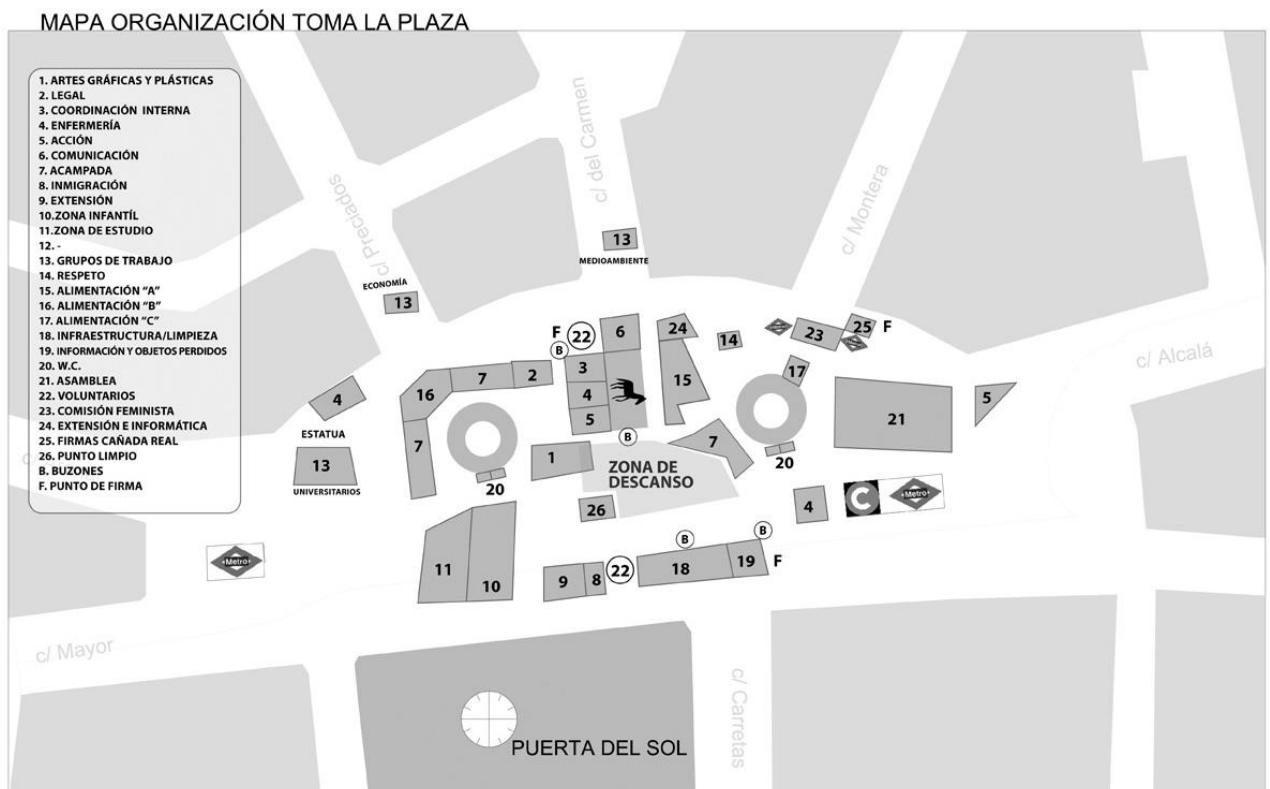 MAPA ORGANIZACIÓN TOMA LA PLAZA
1. ARTES GRÁFICAS Y PLÁSTICAS
2. LEGAL
3. COORDINACIÓN INTERNA
4. ENFERMERÍA
5. ACCIÓN
6. COMUNICACIÓN
7. ACAMPADA
8. INMIGRACIÓN
9. EXTENSIÓN
10.ZONA INFANTÍL
11.ZONA DE ESTUDIO
12. -
13. GRUPOS DE TRABAJO
14. RESPETO
15. ALIMENTACIÓN “A”
16. ALIMENTACIÓN “B”
17. ALIMENTACIÓN “C”
18. INFRAESTRUCTURA/LIMPIEZA
19. INFORMACIÓN Y OBJETOS PERDIDOS
20. W.C.
21. ASAMBLEA
22. VOLUNTARIOS
23. COMISIÓN FEMINISTA
24. EXTENSIÓN E INFORMÁTICA
25. FIRMAS CAÑADA REAL
26. PUNTO LIMPIO
B. BUZONES
F. PUNTO DE FIRMA
c/ Preciados
c/ del Carmen
c/ Montera
c/ Alcalá
13
MEDIOAMBIENTE
ECONOMÍA
13
F
22
B
6
24
14
23
25
F
3
2
7
16
4
4
15
17
5
5
21
ESTATUA
13
UNIVERSITARIOS
7
B
7
1
ZONA DE
DESCANSO
20
20
26
4
C
Metro
B
B
Metro
11
10
9
8
22
18
19
F
c/ Mayor
c/ Carretas
PUERTA DEL SOL